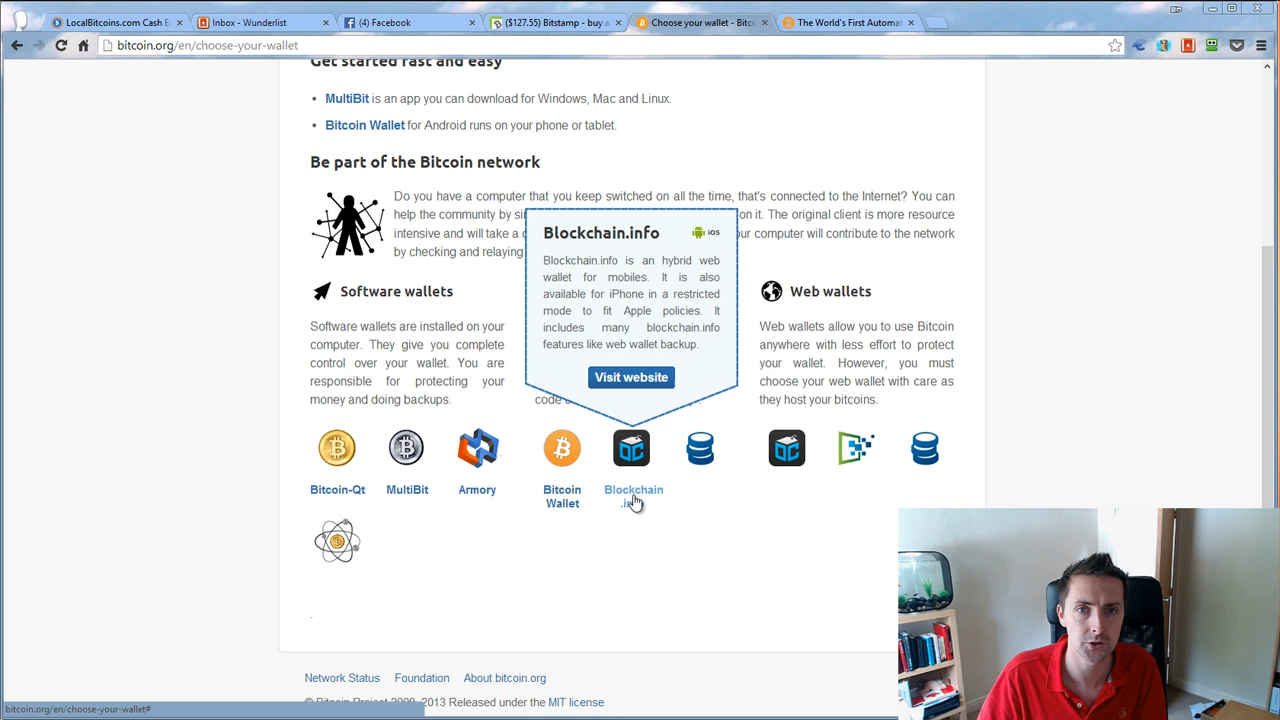 LocalBitcoins.com Cash E
Inbox - Wunderlist
(4) Facebook
($127.55) Bitstamp - buy a
Choose your wallet - Bitc
The World's First Automat
bitcoin.org/en/choose-your-wallet
Get started fast and easy
• MultiBit is an app you can download for Windows, Mac and Linux.
• Bitcoin Wallet for Android runs on your phone or tablet.
Be part of the Bitcoin network
Do you have a computer that you keep switched on all the time, that's connected to the Internet? You can
help the community by on it. The original client is more resource
intensive and will take a your computer will contribute to the network
by checking and relaying
Blockchain.info
iOS
Blockchain.info is an hybrid web
wallet for mobiles. It is also
available for iPhone in a restricted
mode to fit Apple policies. It
includes many blockchain.info
features like web wallet backup.
Visit website
Software wallets
Software wallets are installed on your
computer. They give you complete
control over your wallet. You are
responsible for protecting your
money and doing backups.
Web wallets
Web wallets allow you to use Bitcoin
anywhere with less effort to protect
your wallet. However, you must
choose your web wallet with care as
they host your bitcoins.
Bitcoin-Qt
MultiBit
Armory
Bitcoin
Wallet
Blockchain
Network Status
Foundation
About bitcoin.org
© Bitcoin Project 2009-2013 Released under the MIT license
bitcoin.org/en/choose-your-wallet#